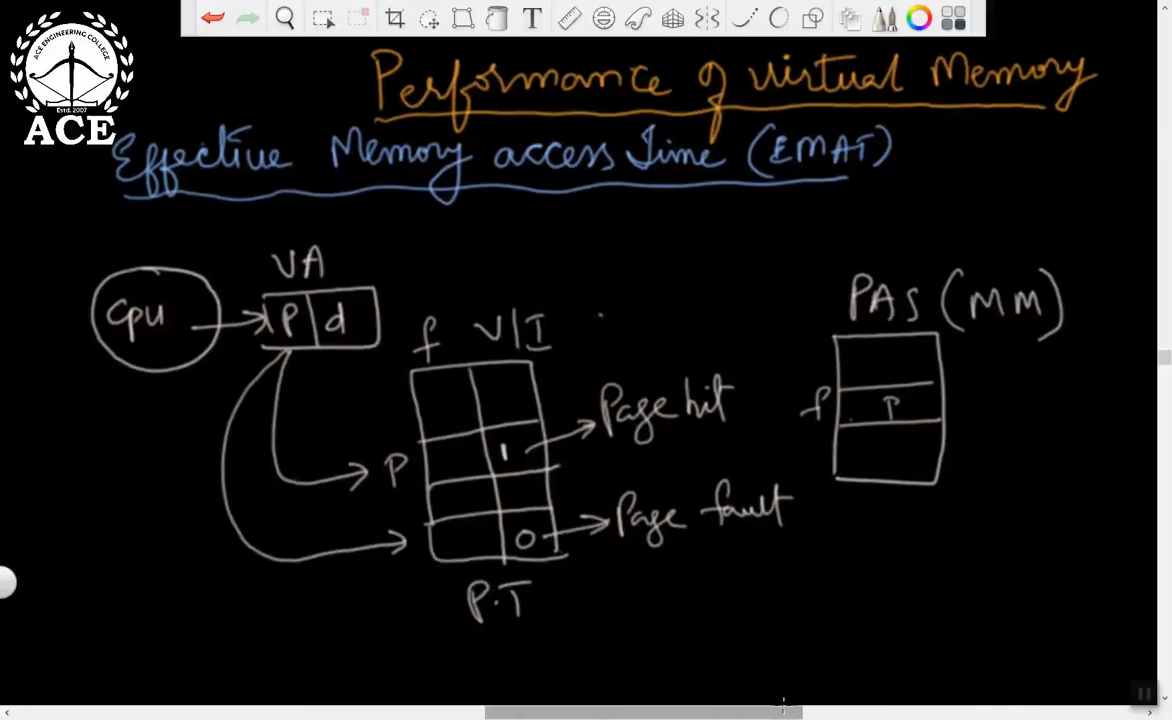 ACE ENGINEERING COLLEGE
Estd. 2007
ACE
Performance of virtual Memory
Effective Memory access Time (EMAT)
VA
CPU
P d
f V/I
PAS (MM)
Page hit
f P
P 1
Page fault
0
P.T
T